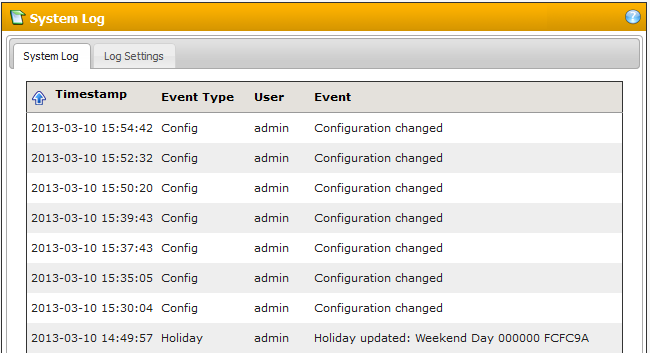 System Log
System Log Log Settings
Timestamp Event Type User Event
2013-03-10 15:54:42 Config admin Configuration changed
2013-03-10 15:52:32 Config admin Configuration changed
2013-03-10 15:50:20 Config admin Configuration changed
2013-03-10 15:39:43 Config admin Configuration changed
2013-03-10 15:37:43 Config admin Configuration changed
2013-03-10 15:35:05 Config admin Configuration changed
2013-03-10 15:30:04 Config admin Configuration changed
2013-03-10 14:49:57 Holiday admin Holiday updated: Weekend Day 000000 FCFC9A